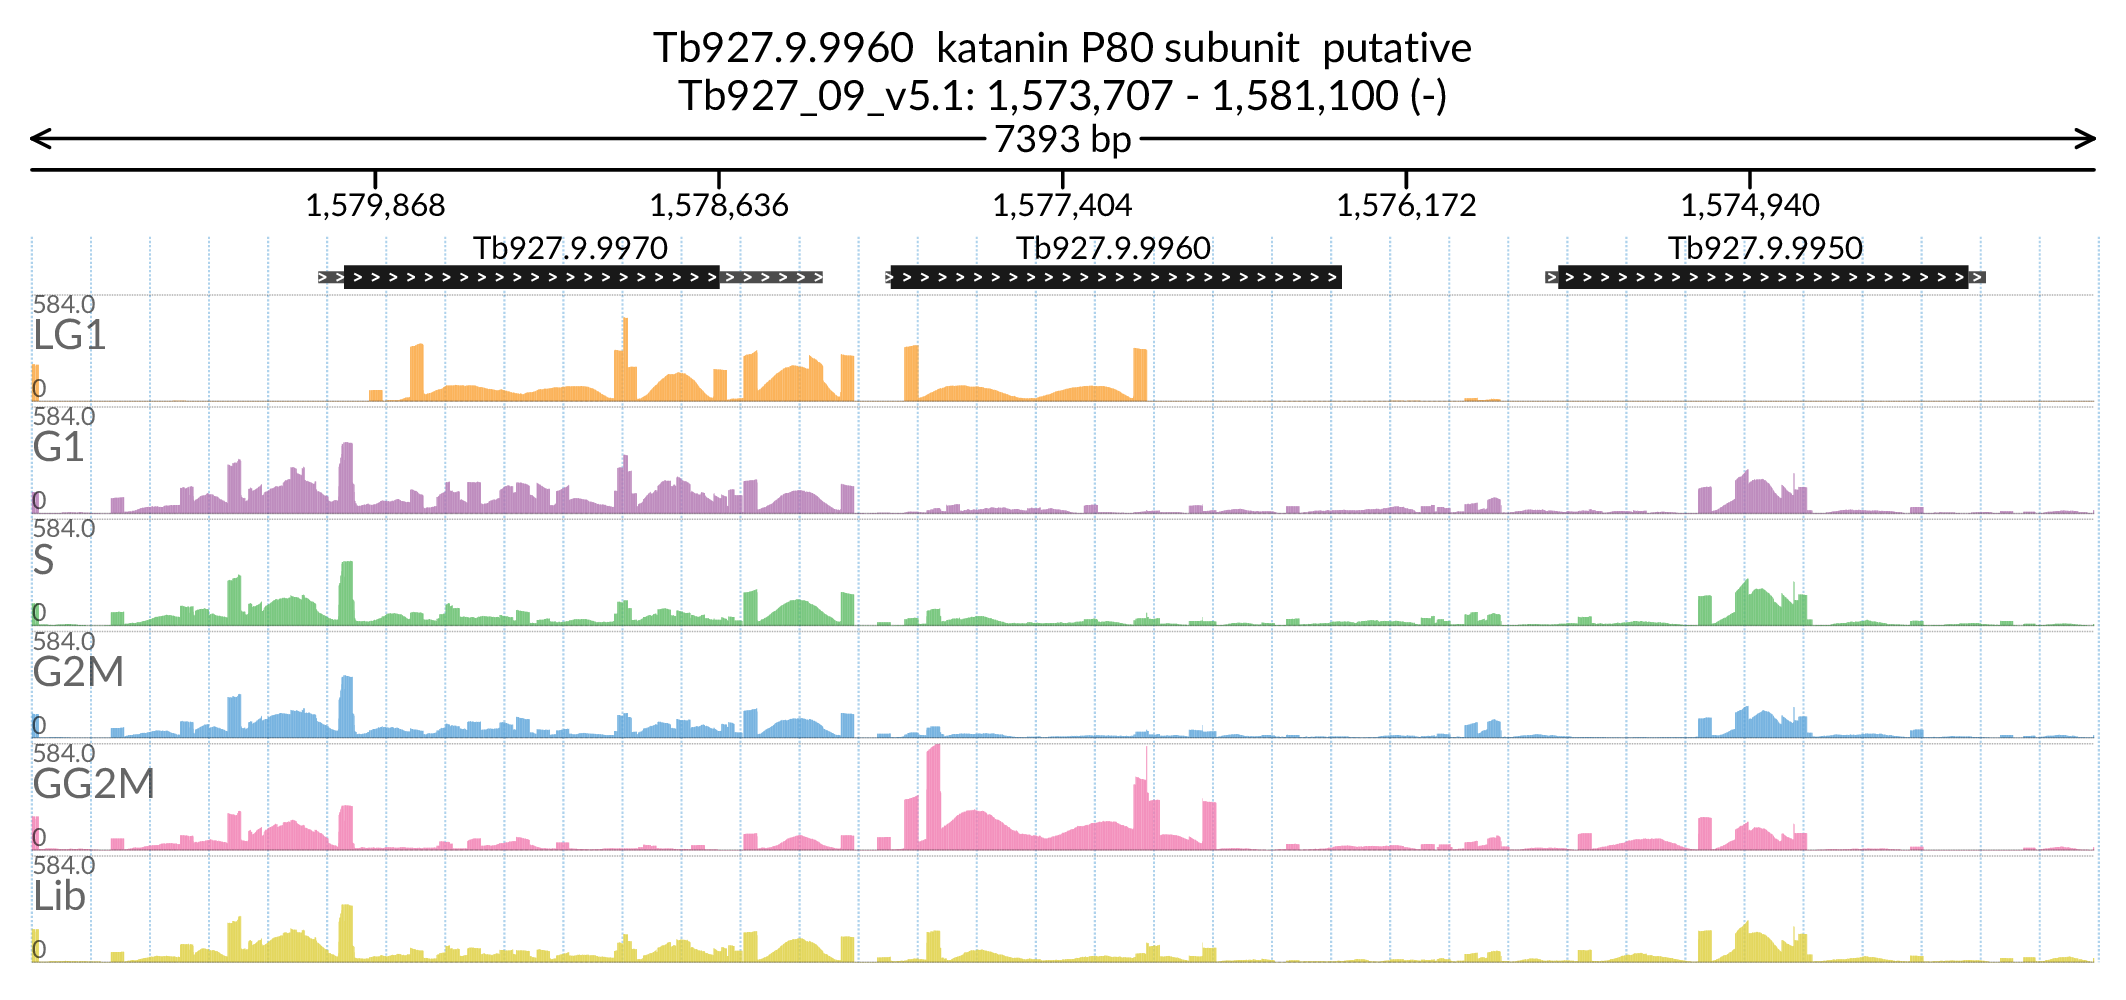 Tb927.9.9960  katanin P80 subunit  putative
Tb927_09_v5.1: 1,573,707 - 1,581,100 (-)
7393 bp
1,579,868 1,578,636 1,577,404 1,576,172 1,574,940
Tb927.9.9970 Tb927.9.9960 Tb927.9.9950
584.0
LG1
0
584.0
G1
0
584.0
S
0
584.0
G2M
0
584.0
GG2M
0
584.0
Lib
0